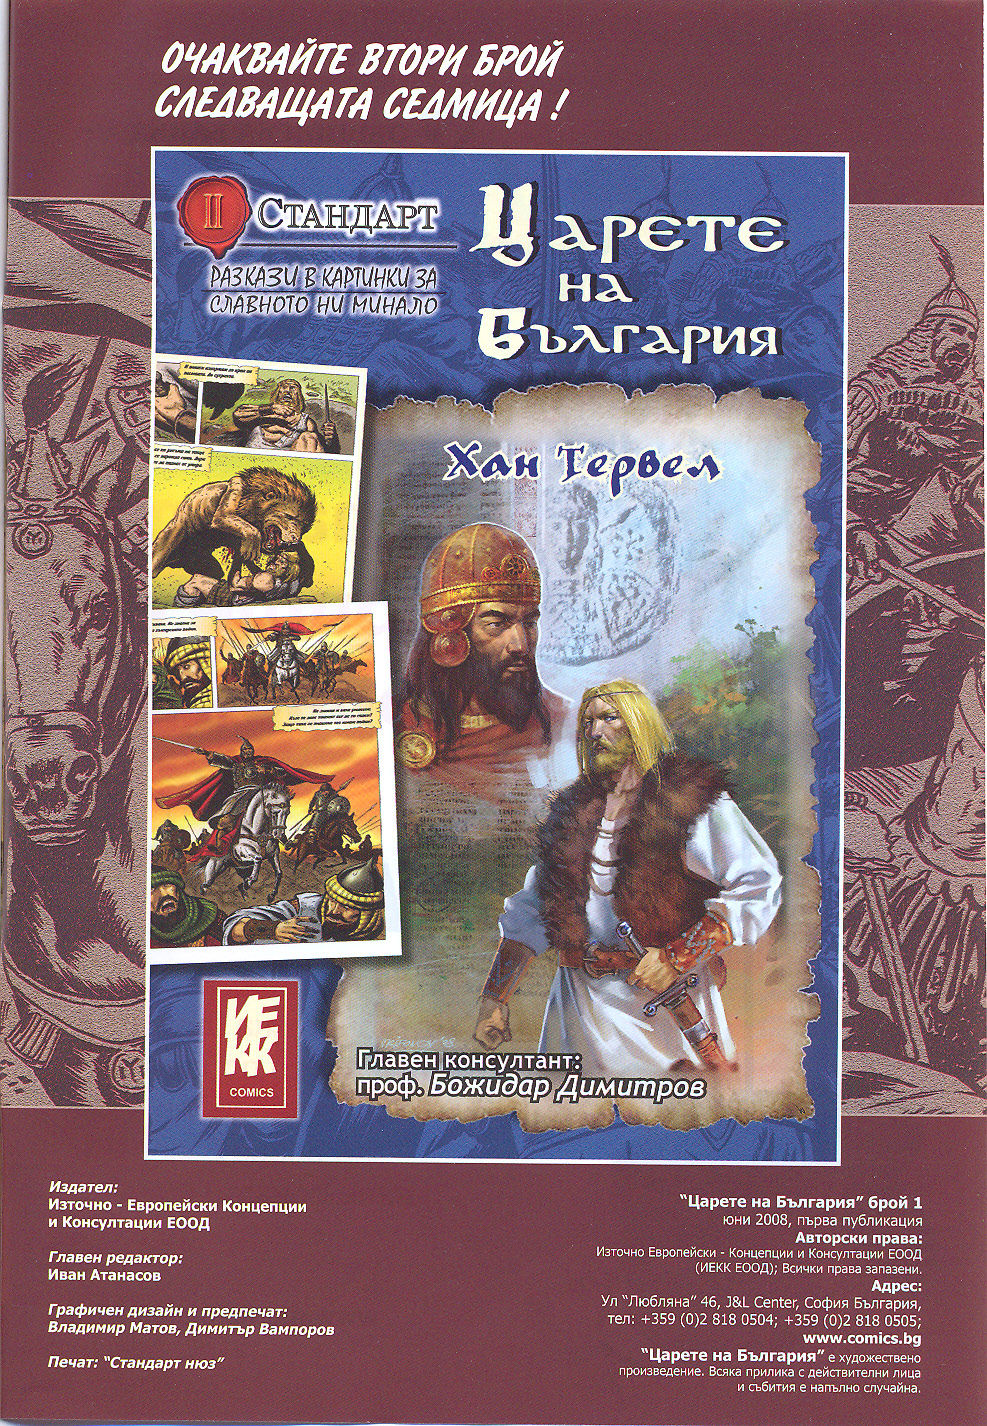 ОЧАКВАЙТЕ ВТОРИ БРОЙ
СЛЕДВАЩАТА СЕДМИЦА !
II
СТАНДАРТ
РАЗКАЗИ В КАРТИНКИ ЗА
СЛАВНОТО НИ МИНАЛО
Царете
на
България
Хан Тервел
ИЕКК
COMICS
Главен консултант:
проф. Божидар Димитров
Издател:
Източно - Европейски Концепции
и Консултации ЕООД
Главен редактор:
Иван Атанасов
Графичен дизайн и предпечат:
Владимир Матов, Димитър Вампоров
Печат: “Стандарт нюз”
“Царете на България” брой 1
юни 2008, първа публикация
Авторски права:
Източно Европейски - Концепции и Консултации ЕООД
(ИЕКК ЕООД); Всички права запазени.
Адрес:
Ул “Любляна” 46, J&L Center, София България,
тел: +359 (0)2 818 0504; +359 (0)2 818 0505;
www.comics.bg
“Царете на България” е художествено
произведение. Всяка прилика с действителни лица
и събития е напълно случайна.